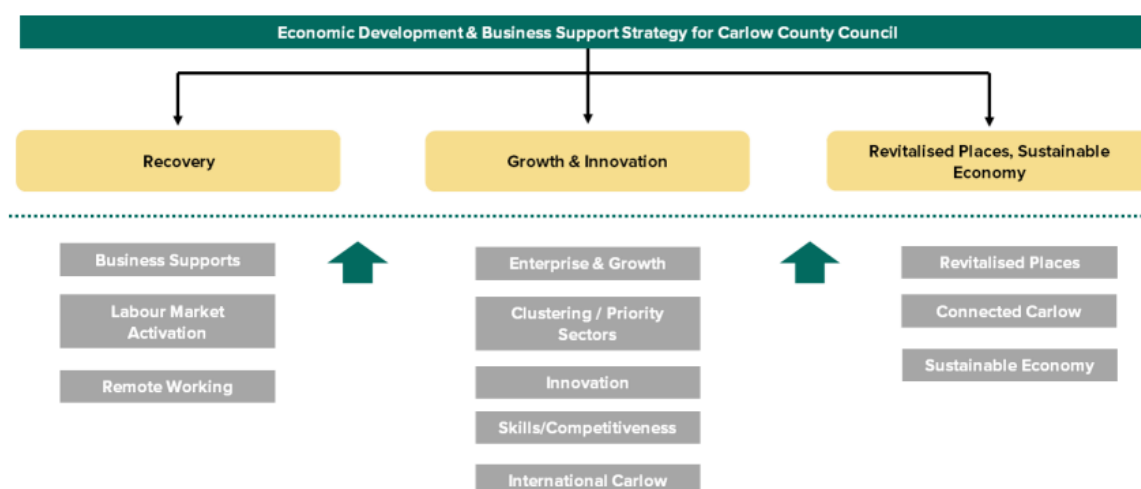 Economic Development & Business Support Strategy for Carlow County Council
Recovery
Growth & Innovation
Revitalised Places, Sustainable
Economy
Business Supports
Labour Market
Activation
Remote Working
Enterprise & Growth
Clustering / Priority
Sectors
Innovation
Skills/Competitiveness
International Carlow
Revitalised Places
Connected Carlow
Sustainable Economy